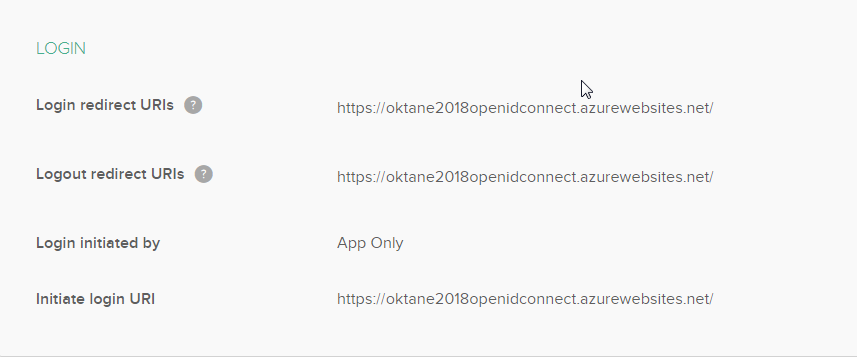 LOGIN
Login redirect URIs ? https://oktane2018openidconnect.azurewebsites.net/
Logout redirect URIs ? https://oktane2018openidconnect.azurewebsites.net/
Login initiated by App Only
Initiate login URI https://oktane2018openidconnect.azurewebsites.net/